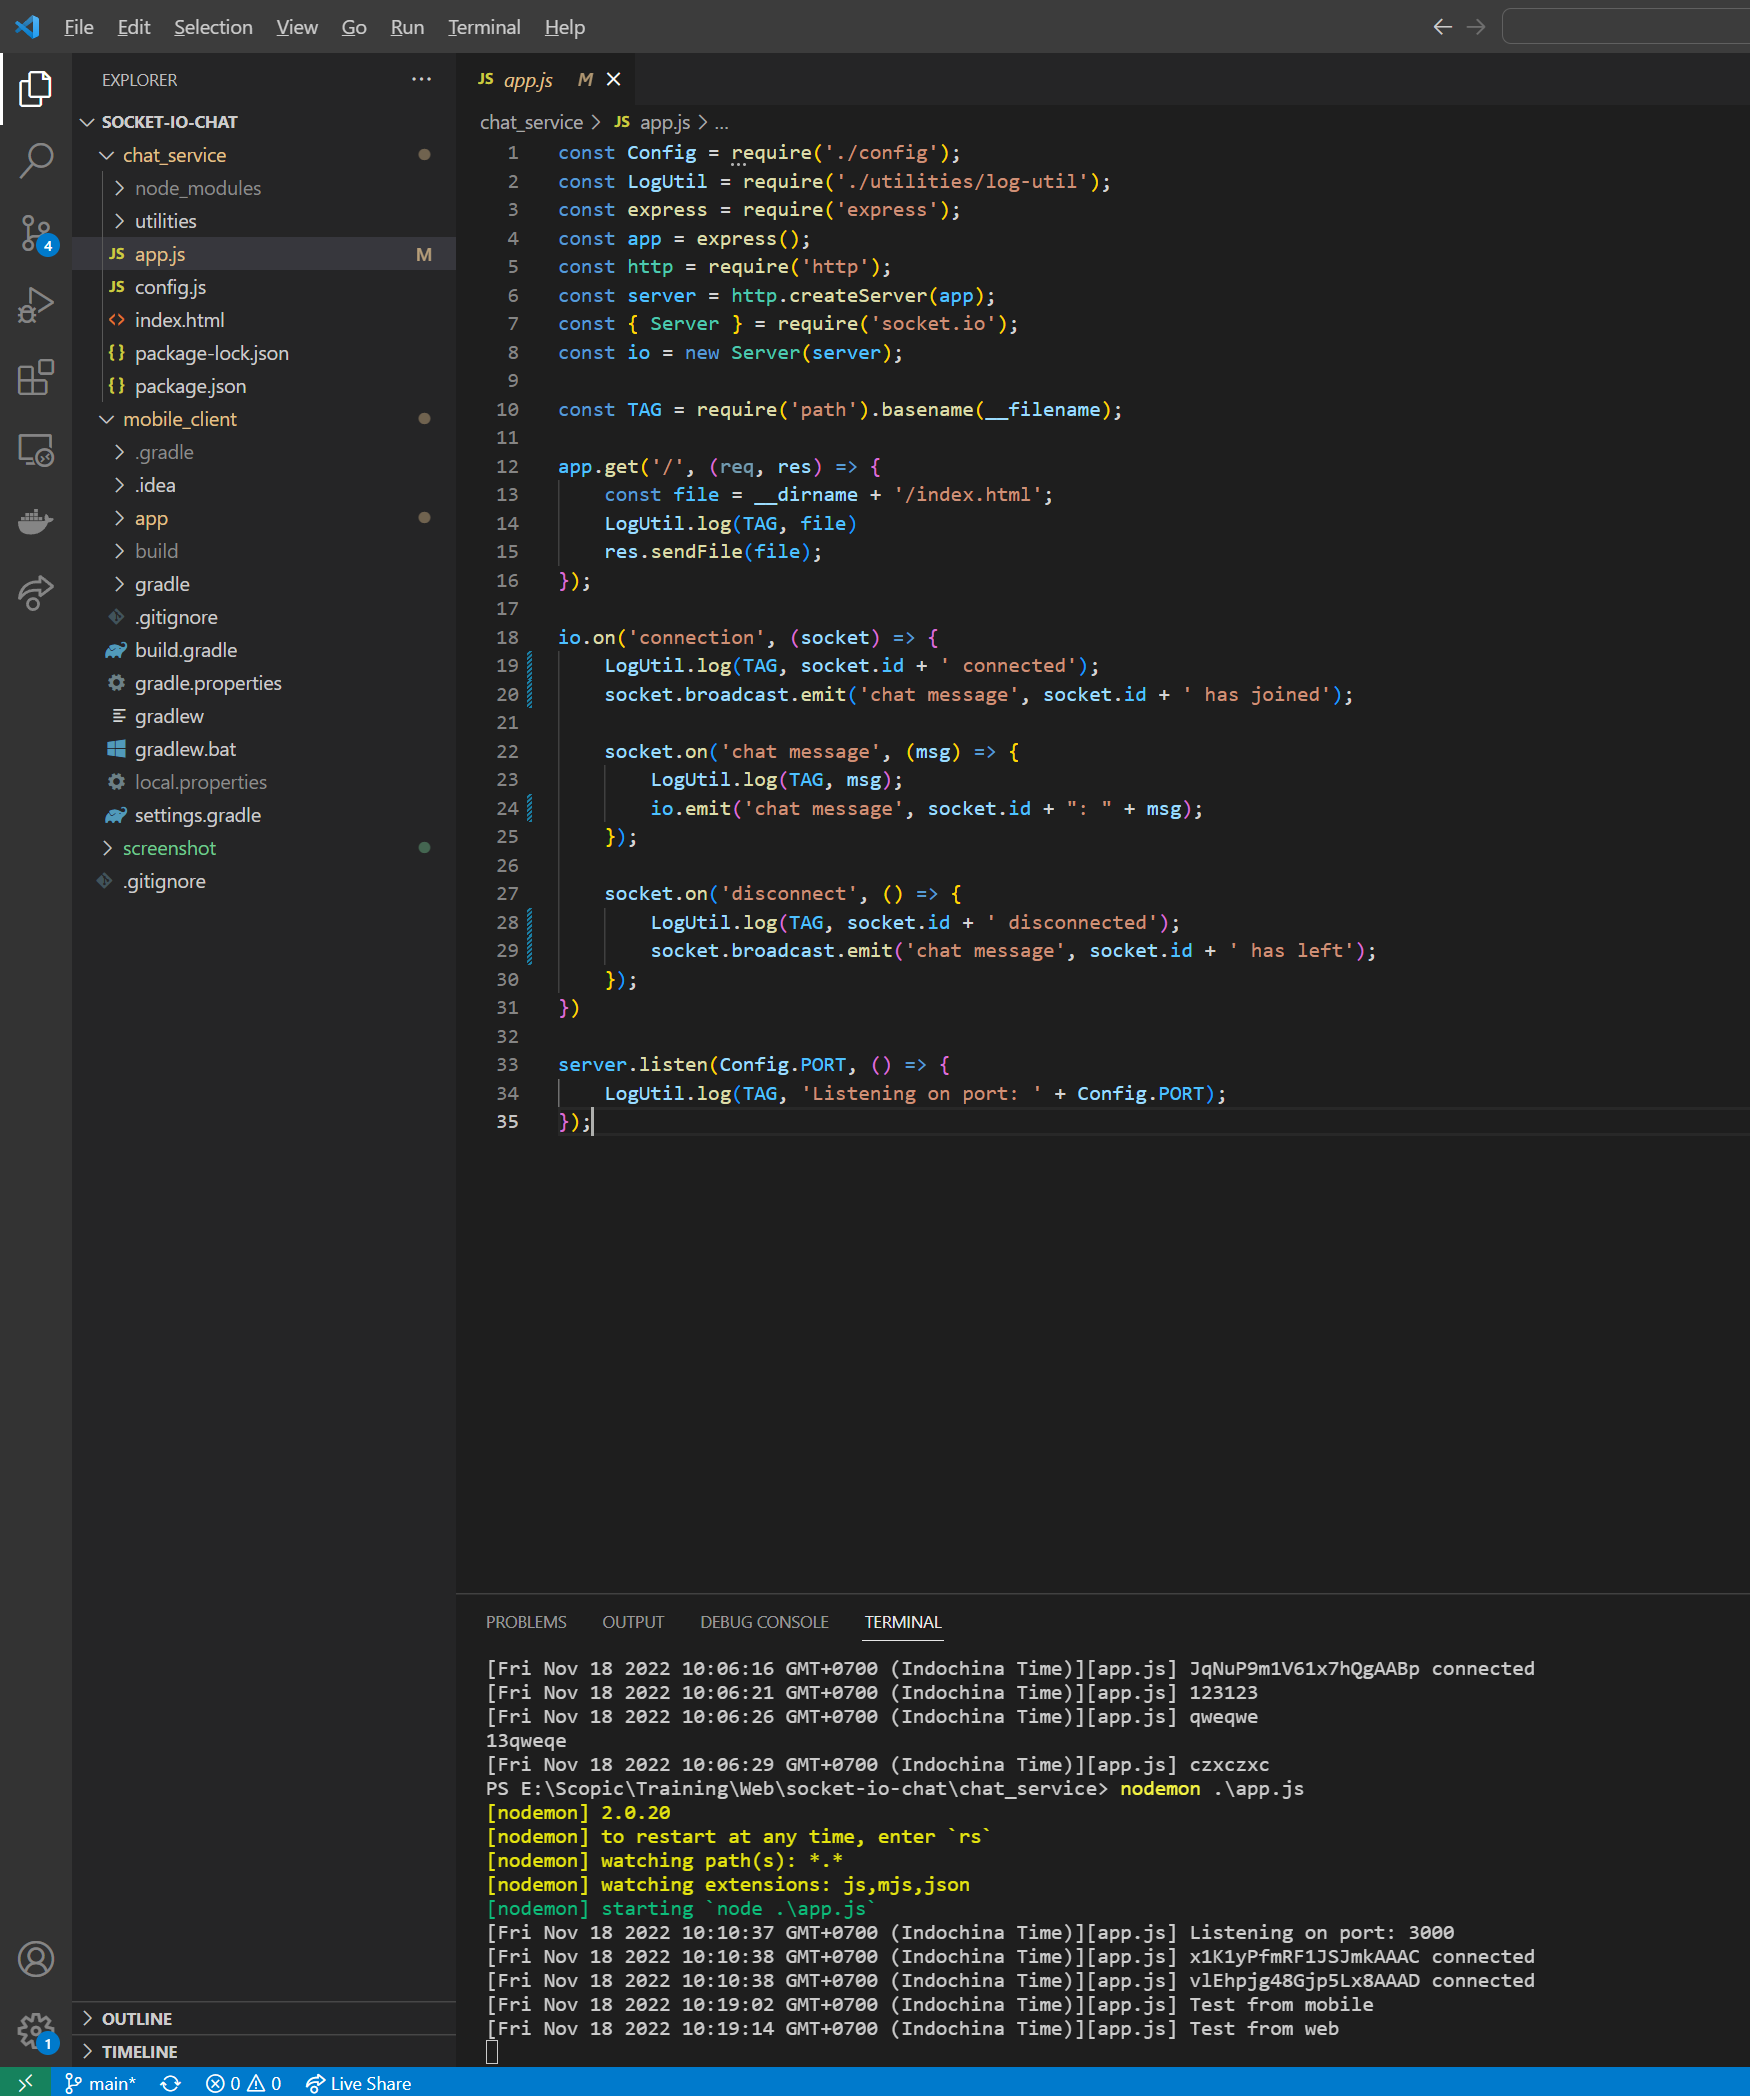 File Edit Selection View Go Run Terminal Help
EXPLORER
SOCKET-IO-CHAT
chat_service
node_modules
utilities
JS app.js M
JS config.js
<> index.html
{} package-lock.json
{} package.json
mobile_client
.gradle
.idea
app
build
gradle
.gitignore
build.gradle
gradle.properties
gradlew
gradlew.bat
local.properties
settings.gradle
screenshot
.gitignore
OUTLINE
TIMELINE
4
1
JS app.js M
chat_service > JS app.js > ...
1 const Config = require('./config');
2 const LogUtil = require('./utilities/log-util');
3 const express = require('express');
4 const app = express();
5 const http = require('http');
6 const server = http.createServer(app);
7 const { Server } = require('socket.io');
8 const io = new Server(server);
9
10 const TAG = require('path').basename(__filename);
11
12 app.get('/', (req, res) => {
13 const file = __dirname + '/index.html';
14 LogUtil.log(TAG, file)
15 res.sendFile(file);
16 });
17
18 io.on('connection', (socket) => {
19 LogUtil.log(TAG, socket.id + ' connected');
20 socket.broadcast.emit('chat message', socket.id + ' has joined');
21
22 socket.on('chat message', (msg) => {
23 LogUtil.log(TAG, msg);
24 io.emit('chat message', socket.id + ": " + msg);
25 });
26
27 socket.on('disconnect', () => {
28 LogUtil.log(TAG, socket.id + ' disconnected');
29 socket.broadcast.emit('chat message', socket.id + ' has left');
30 });
31 })
32
33 server.listen(Config.PORT, () => {
34 LogUtil.log(TAG, 'Listening on port: ' + Config.PORT);
35 });
PROBLEMS OUTPUT DEBUG CONSOLE TERMINAL
[Fri Nov 18 2022 10:06:16 GMT+0700 (Indochina Time)][app.js] JqNuP9m1V61x7hQgAABp connected
[Fri Nov 18 2022 10:06:21 GMT+0700 (Indochina Time)][app.js] 123123
[Fri Nov 18 2022 10:06:26 GMT+0700 (Indochina Time)][app.js] qweqwe
13qweqe
[Fri Nov 18 2022 10:06:29 GMT+0700 (Indochina Time)][app.js] czxczxc
PS E:\Scopic\Training\Web\socket-io-chat\chat_service> nodemon .\app.js
[nodemon] 2.0.20
[nodemon] to restart at any time, enter `rs`
[nodemon] watching path(s): *.*
[nodemon] watching extensions: js,mjs,json
[nodemon] starting `node .\app.js`
[Fri Nov 18 2022 10:10:37 GMT+0700 (Indochina Time)][app.js] Listening on port: 3000
[Fri Nov 18 2022 10:10:38 GMT+0700 (Indochina Time)][app.js] x1K1yPfmRF1JSJmkAAAC connected
[Fri Nov 18 2022 10:10:38 GMT+0700 (Indochina Time)][app.js] vlEhpjg48Gjp5Lx8AAAD connected
[Fri Nov 18 2022 10:19:02 GMT+0700 (Indochina Time)][app.js] Test from mobile
[Fri Nov 18 2022 10:19:14 GMT+0700 (Indochina Time)][app.js] Test from web
main* 0 0 Live Share